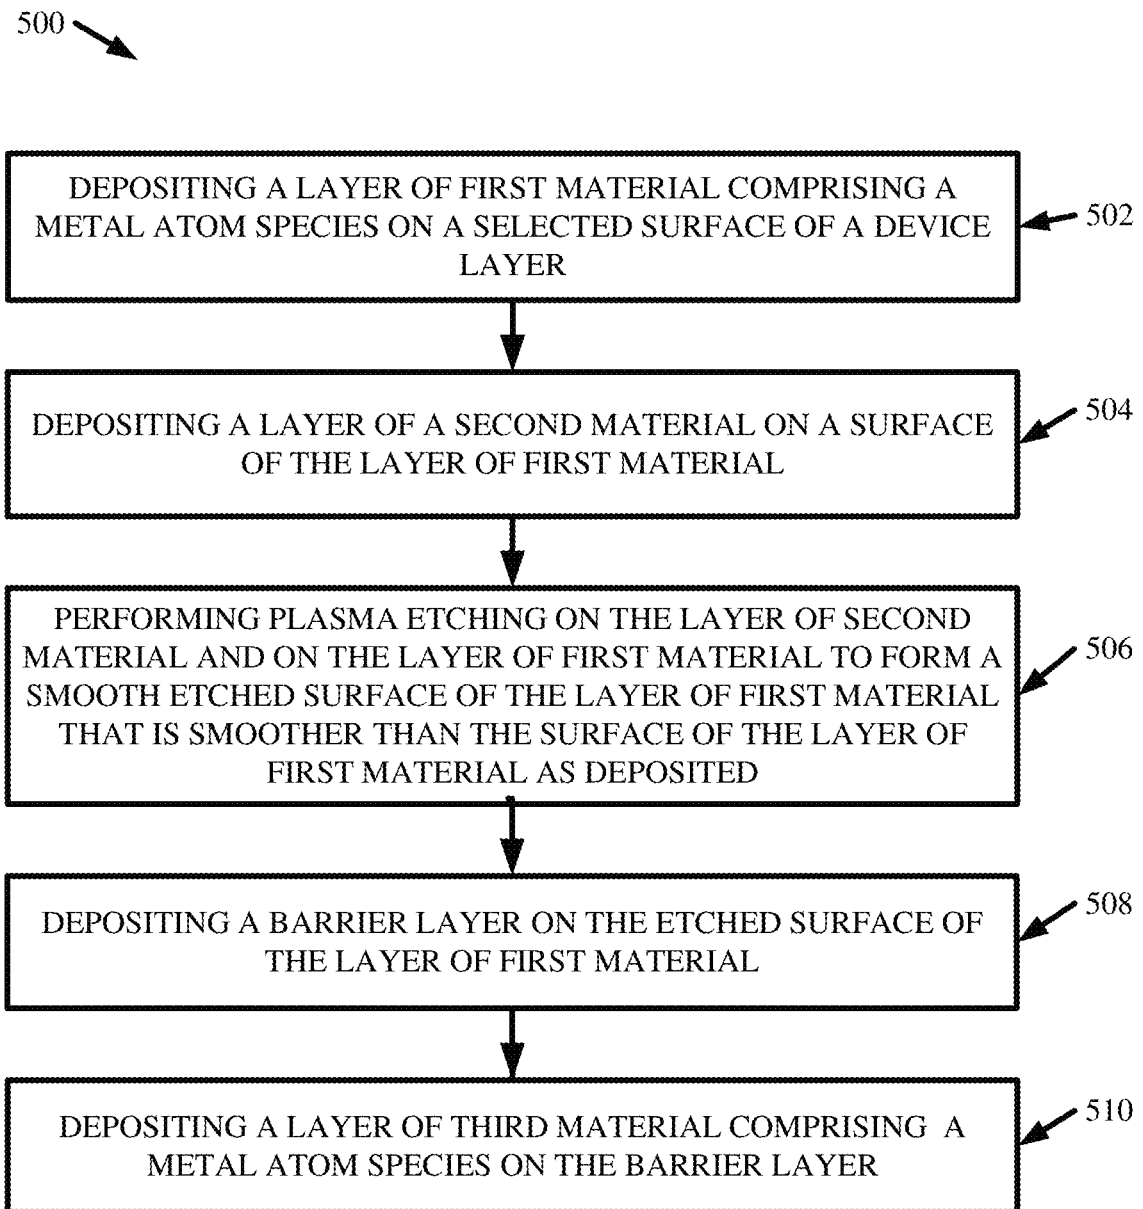 500
DEPOSITING A LAYER OF FIRST MATERIAL COMPRISING A
METAL ATOM SPECIES ON A SELECTED SURFACE OF A DEVICE
LAYER
502
DEPOSITING A LAYER OF A SECOND MATERIAL ON A SURFACE
OF THE LAYER OF FIRST MATERIAL
504
PERFORMING PLASMA ETCHING ON THE LAYER OF SECOND
MATERIAL AND ON THE LAYER OF FIRST MATERIAL TO FORM A
SMOOTH ETCHED SURFACE OF THE LAYER OF FIRST MATERIAL
THAT IS SMOOTHER THAN THE SURFACE OF THE LAYER OF
FIRST MATERIAL AS DEPOSITED
506
DEPOSITING A BARRIER LAYER ON THE ETCHED SURFACE OF
THE LAYER OF FIRST MATERIAL
508
DEPOSITING A LAYER OF THIRD MATERIAL COMPRISING A
METAL ATOM SPECIES ON THE BARRIER LAYER
510